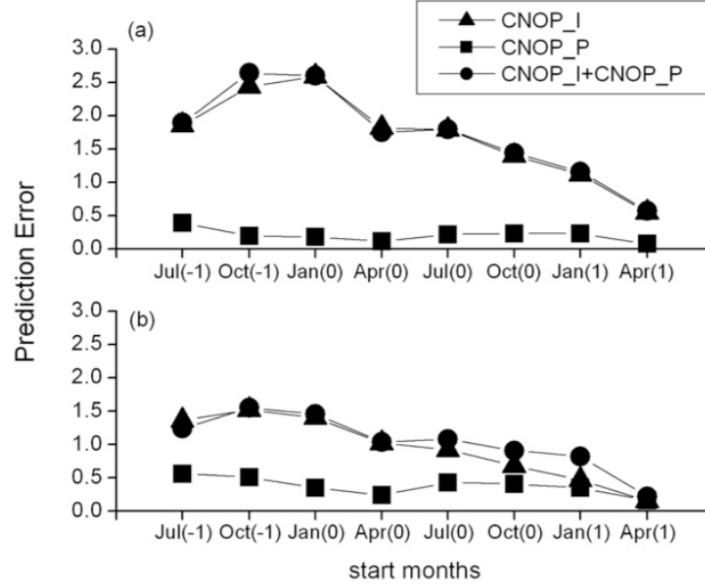 CNOP_I
CNOP_P
CNOP_I+CNOP_P
(a)
3.0
2.5
2.0
1.5
1.0
0.5
0.0
Jul(-1) Oct(-1) Jan(0) Apr(0) Jul(0) Oct(0) Jan(1) Apr(1)
Prediction Error
(b)
3.0
2.5
2.0
1.5
1.0
0.5
0.0
Jul(-1) Oct(-1) Jan(0) Apr(0) Jul(0) Oct(0) Jan(1) Apr(1)
start months